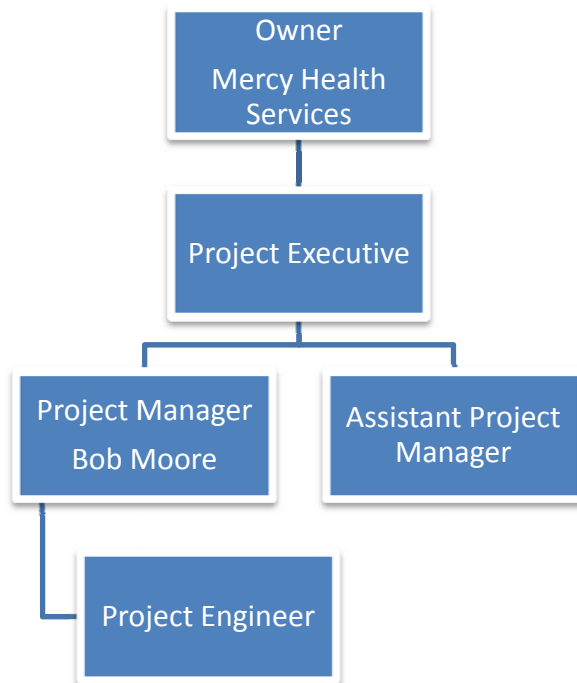 Owner
Mercy Health
Services
Project Executive
Project Manager
Bob Moore
Assistant Project
Manager
Project Engineer